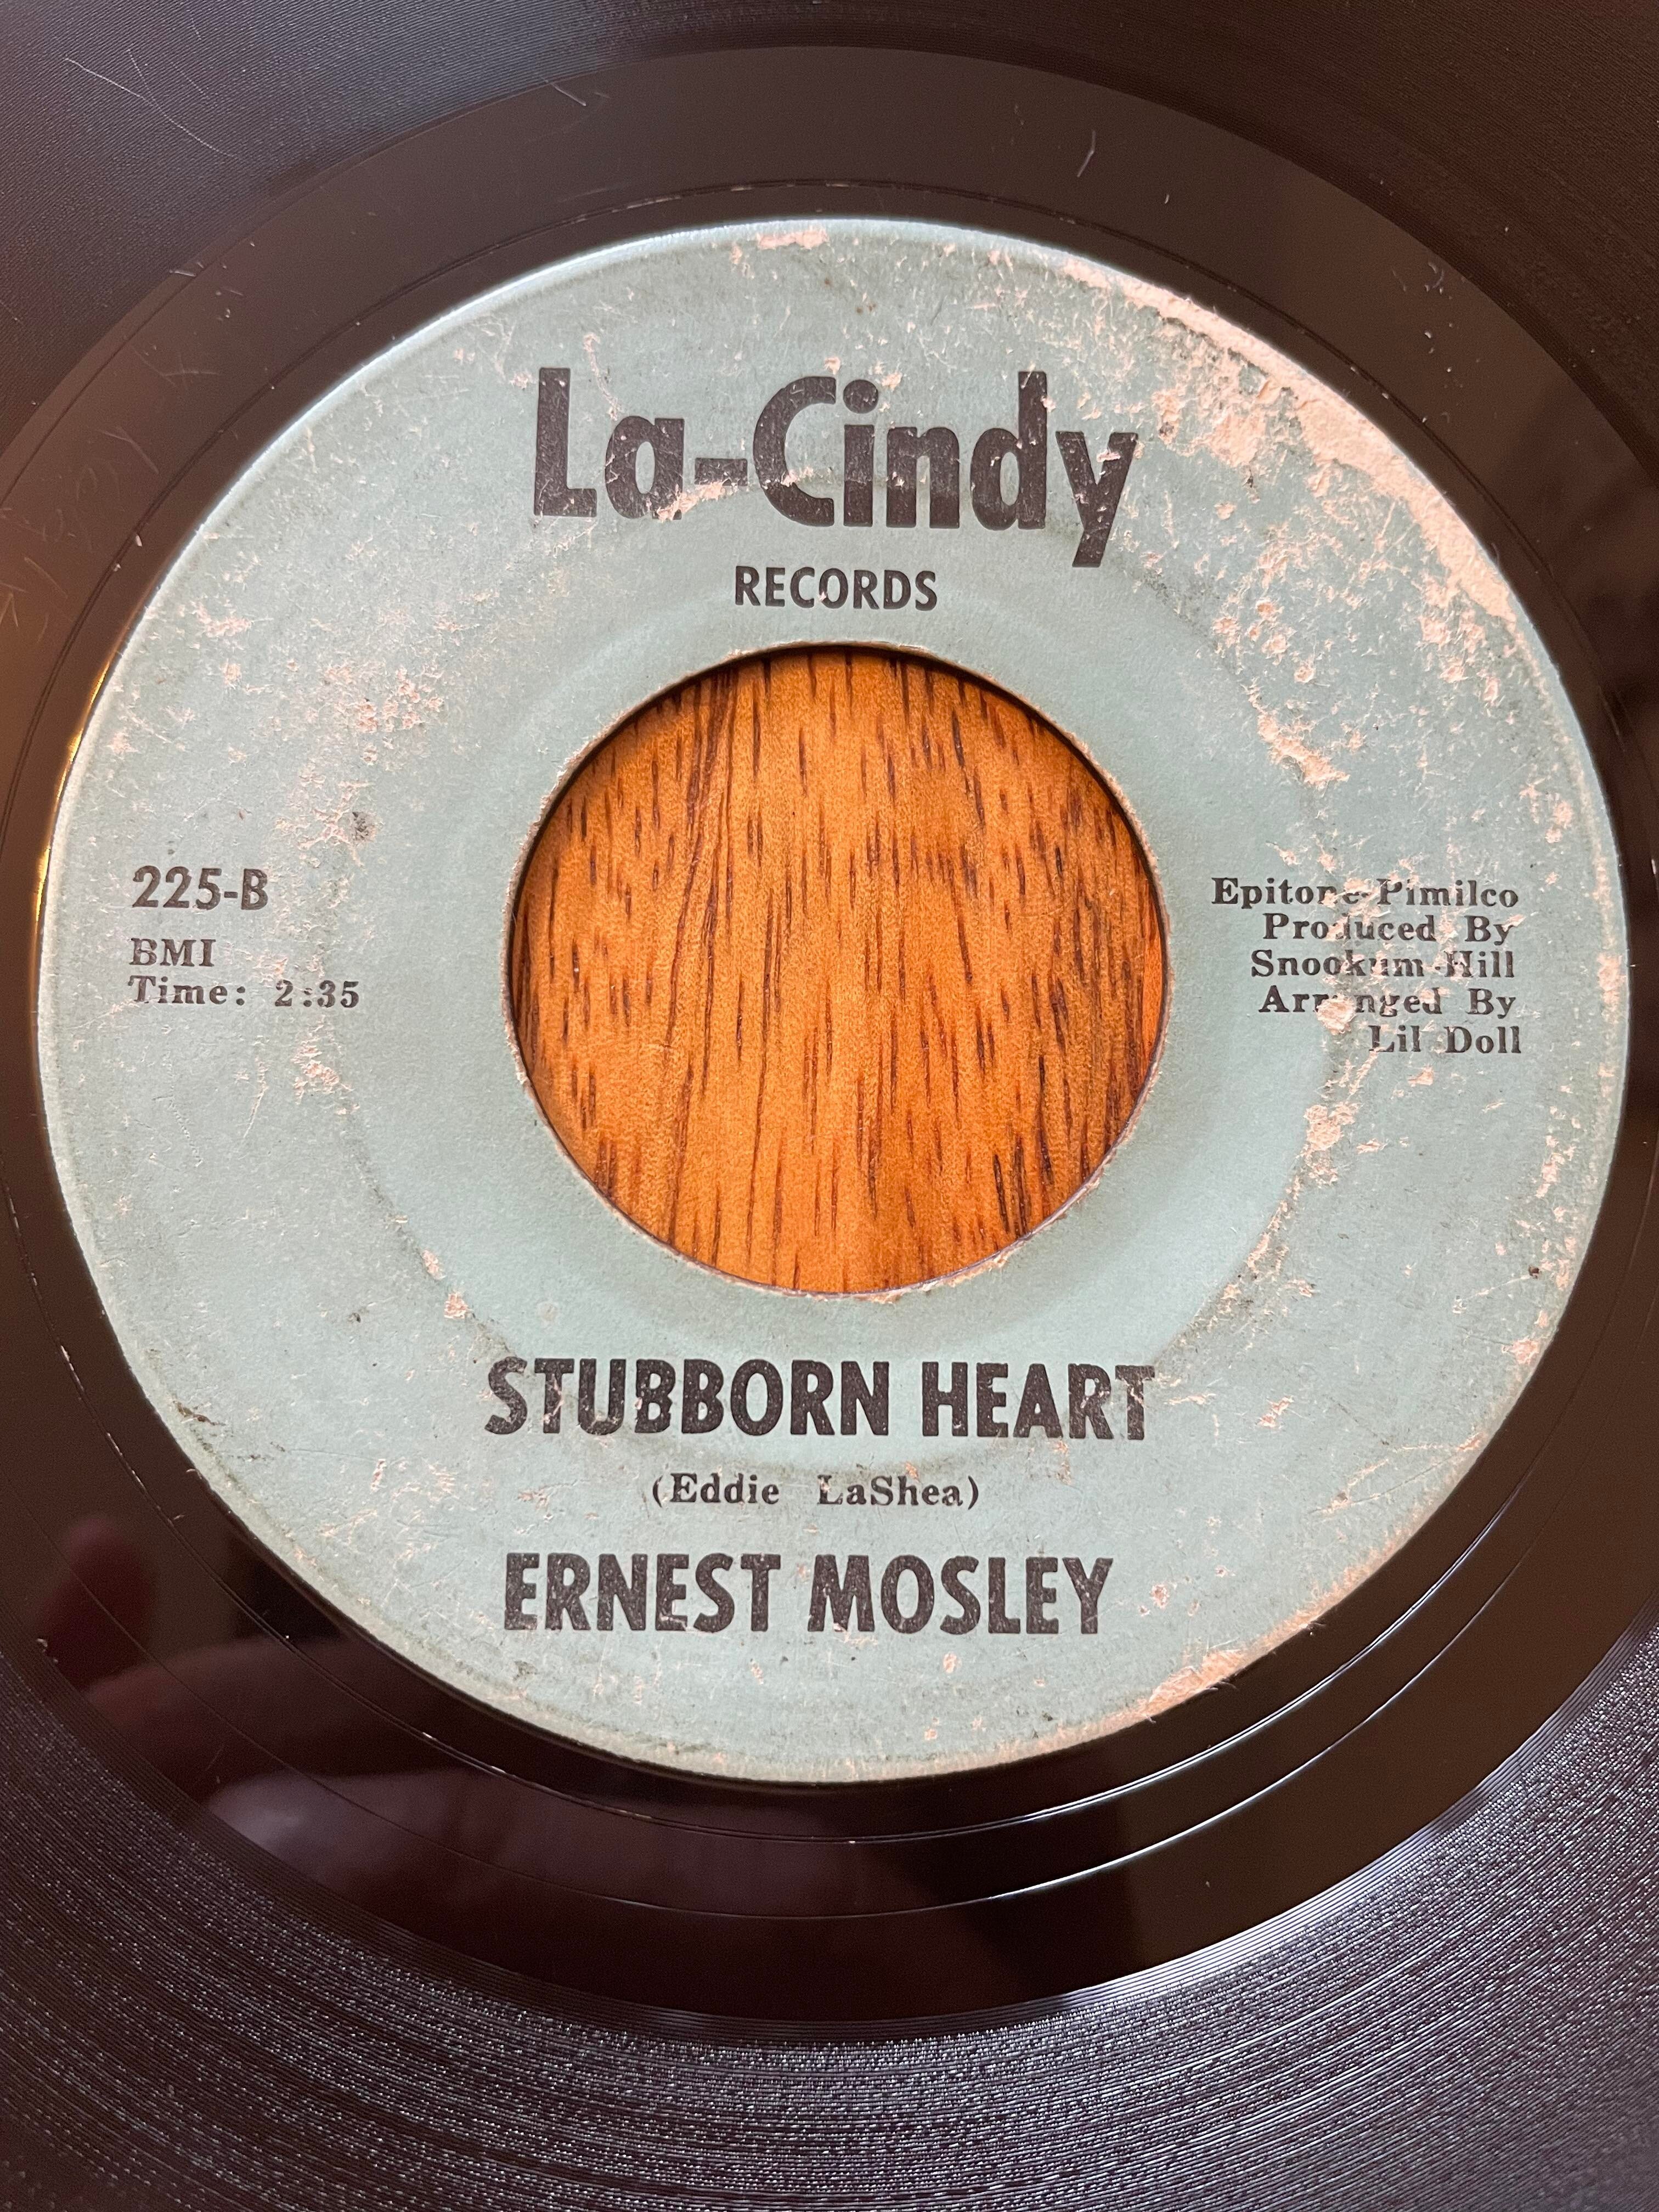 La-Cindy
RECORDS
225-B
BMI
Time: 2:35
Epitone-Pimilco
Produced By
Snookum-Hill
Arranged By
Lil Doll
STUBBORN HEART
(Eddie LaShea)
ERNEST MOSLEY